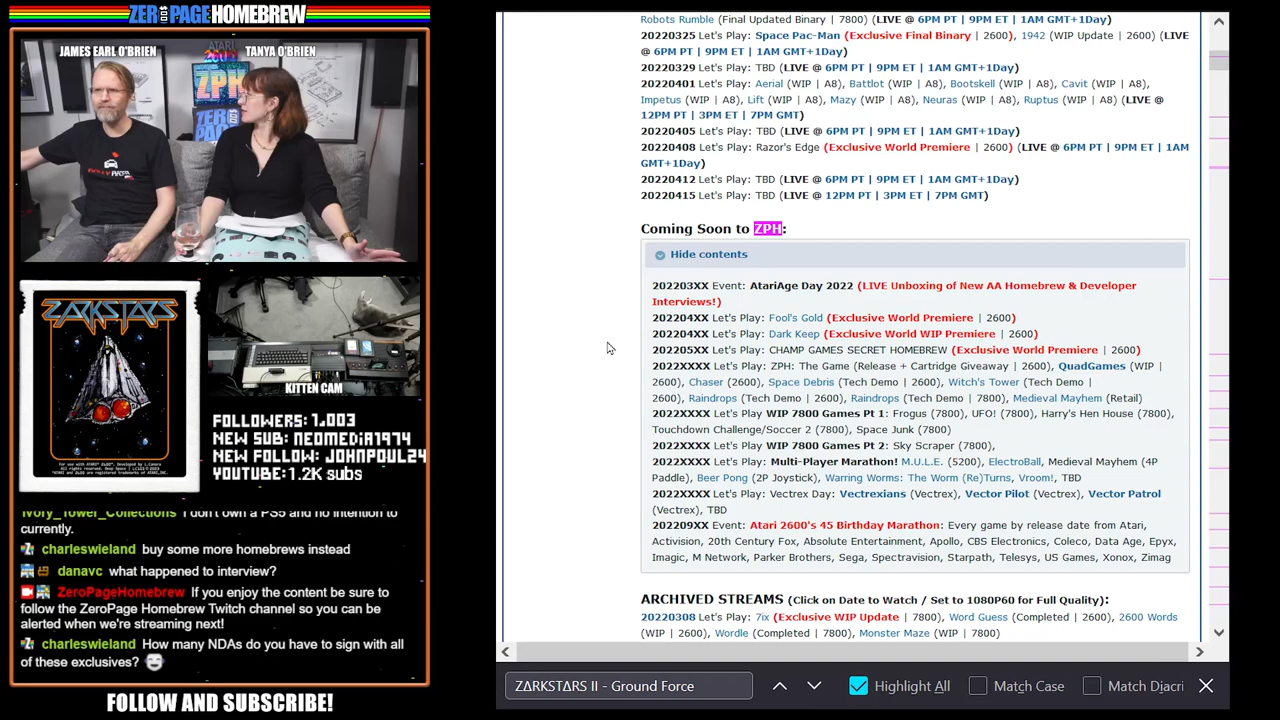 ZEROPAGE HOMEBREW
JAMES EARL O'BRIEN
TANYA O'BRIEN
ZPH
ZARKSTARS
KITTEN CAM
FOLLOWERS: 1,003
NEW SUB: NEOMEDIA1974
NEW FOLLOW: JOHNPOUL24
YOUTUBE: 1.2K subs
Ivory_Tower_Collections I don't own a PS5 and no intention to
currently.
charleswieland buy some more homebrews instead
danavc what happened to interview?
ZeroPageHomebrew If you enjoy the content be sure to
follow the ZeroPage Homebrew Twitch channel so you can be
alerted when we're streaming next!
charleswieland How many NDAs do you have to sign with all
of these exclusives?
FOLLOW AND SUBSCRIBE!
Robots Rumble (Final Updated Binary | 7800) (LIVE @ 6PM PT | 9PM ET | 1AM GMT+1Day)
20220325 Let's Play: Space Pac-Man (Exclusive Final Binary | 2600), 1942 (WIP Update | 2600) (LIVE
@ 6PM PT | 9PM ET | 1AM GMT+1Day)
20220329 Let's Play: TBD (LIVE @ 6PM PT | 9PM ET | 1AM GMT+1Day)
20220401 Let's Play: Aerial (WIP | A8), Battlot (WIP | A8), Bootskell (WIP | A8), Cavit (WIP | A8),
Impetus (WIP | A8), Lift (WIP | A8), Mazy (WIP | A8), Neuras (WIP | A8), Ruptus (WIP | A8) (LIVE @
12PM PT | 3PM ET | 7PM GMT)
20220405 Let's Play: TBD (LIVE @ 6PM PT | 9PM ET | 1AM GMT+1Day)
20220408 Let's Play: Razor's Edge (Exclusive World Premiere | 2600) (LIVE @ 6PM PT | 9PM ET | 1AM
GMT+1Day)
20220412 Let's Play: TBD (LIVE @ 6PM PT | 9PM ET | 1AM GMT+1Day)
20220415 Let's Play: TBD (LIVE @ 12PM PT | 3PM ET | 7PM GMT)
Coming Soon to ZPH:
Hide contents
202203XX Event: AtariAge Day 2022 (LIVE Unboxing of New AA Homebrew & Developer
Interviews!)
202204XX Let's Play: Fool's Gold (Exclusive World Premiere | 2600)
202204XX Let's Play: Dark Keep (Exclusive World WIP Premiere | 2600)
202205XX Let's Play: CHAMP GAMES SECRET HOMEBREW (Exclusive World Premiere | 2600)
2022XXXX Let's Play: ZPH: The Game (Release + Cartridge Giveaway | 2600), QuadGames (WIP |
2600), Chaser (2600), Space Debris (Tech Demo | 2600), Witch's Tower (Tech Demo |
2600), Raindrops (Tech Demo | 2600), Raindrops (Tech Demo | 7800), Medieval Mayhem (Retail)
2022XXXX Let's Play WIP 7800 Games Pt 1: Frogus (7800), UFO! (7800), Harry's Hen House (7800),
Touchdown Challenge/Soccer 2 (7800), Space Junk (7800)
2022XXXX Let's Play WIP 7800 Games Pt 2: Sky Scraper (7800),
2022XXXX Let's Play: Multi-Player Marathon! M.U.L.E. (5200), ElectroBall, Medieval Mayhem (4P
Paddle), Beer Pong (2P Joystick), Warring Worms: The Worm (Re)Turns, Vroom!, TBD
2022XXXX Let's Play: Vectrex Day: Vectrexians (Vectrex), Vector Pilot (Vectrex), Vector Patrol
(Vectrex), TBD
202209XX Event: Atari 2600's 45 Birthday Marathon: Every game by release date from Atari,
Activision, 20th Century Fox, Absolute Entertainment, Apollo, CBS Electronics, Coleco, Data Age, Epyx,
Imagic, M Network, Parker Brothers, Sega, Spectravision, Starpath, Telesys, US Games, Xonox, Zimag
ARCHIVED STREAMS (Click on Date to Watch / Set to 1080P60 for Full Quality):
20220308 Let's Play: 7ix (Exclusive WIP Update | 7800), Word Guess (Completed | 2600), 2600 Words
(WIP | 2600), Wordle (Completed | 7800), Monster Maze (WIP | 7800)
ZΔRKSTΔRS II - Ground Force
Highlight All
Match Case
Match Diacri